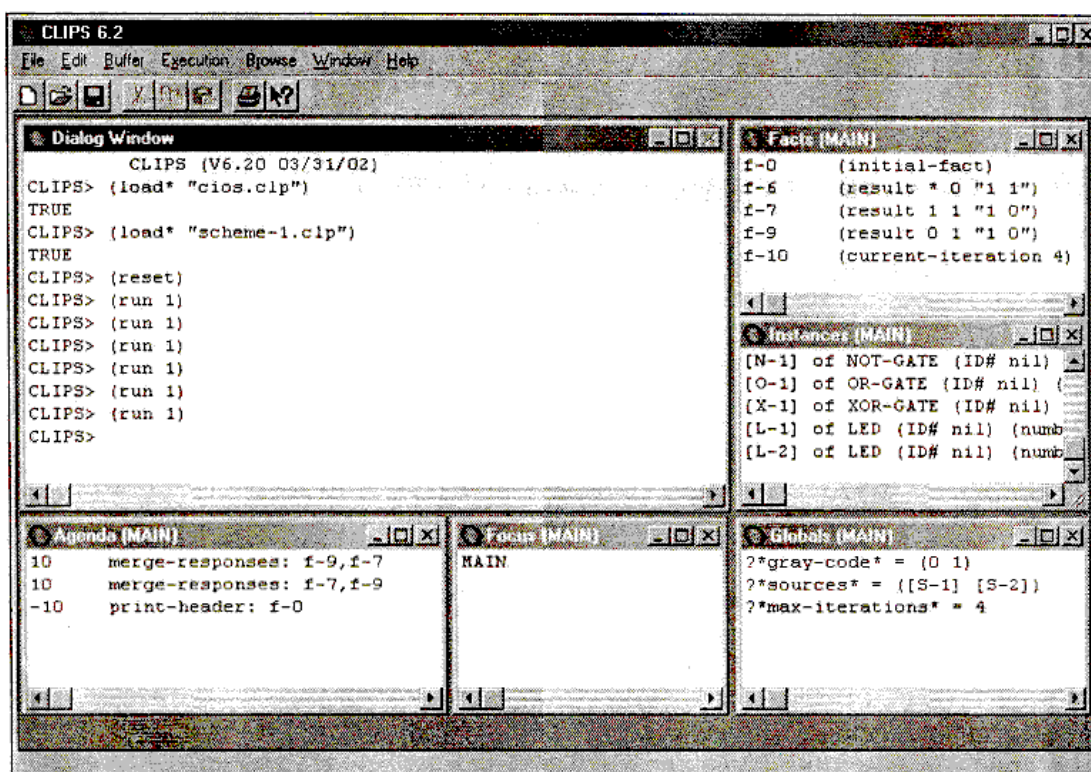 CLIPS 6.2
File Edit Buffer Execution Browse Window Help
Dialog Window
CLIPS (V6.20 03/31/02)
CLIPS> (load* "cios.clp")
TRUE
CLIPS> (load* "scheme-1.clp")
TRUE
CLIPS> (reset)
CLIPS> (run 1)
CLIPS> (run 1)
CLIPS> (run 1)
CLIPS> (run 1)
CLIPS> (run 1)
CLIPS> (run 1)
CLIPS>
Facts (MAIN)
f-0 (initial-fact)
f-6 (result * 0 "1 1")
f-7 (result 1 1 "1 0")
f-9 (result 0 1 "1 0")
f-10 (current-iteration 4)
Instances (MAIN)
[N-1] of NOT-GATE (ID# nil)
[O-1] of OR-GATE (ID# nil) (
[X-1] of XOR-GATE (ID# nil)
[L-1] of LED (ID# nil) (numb
[L-2] of LED (ID# nil) (numb
Agenda (MAIN)
10 merge-responses: f-9,f-7
10 merge-responses: f-7,f-9
-10 print-header: f-0
Focus (MAIN)
MAIN
Globals (MAIN)
?*gray-code* = (0 1)
?*sources* = ([S-1] [S-2])
?*max-iterations* = 4